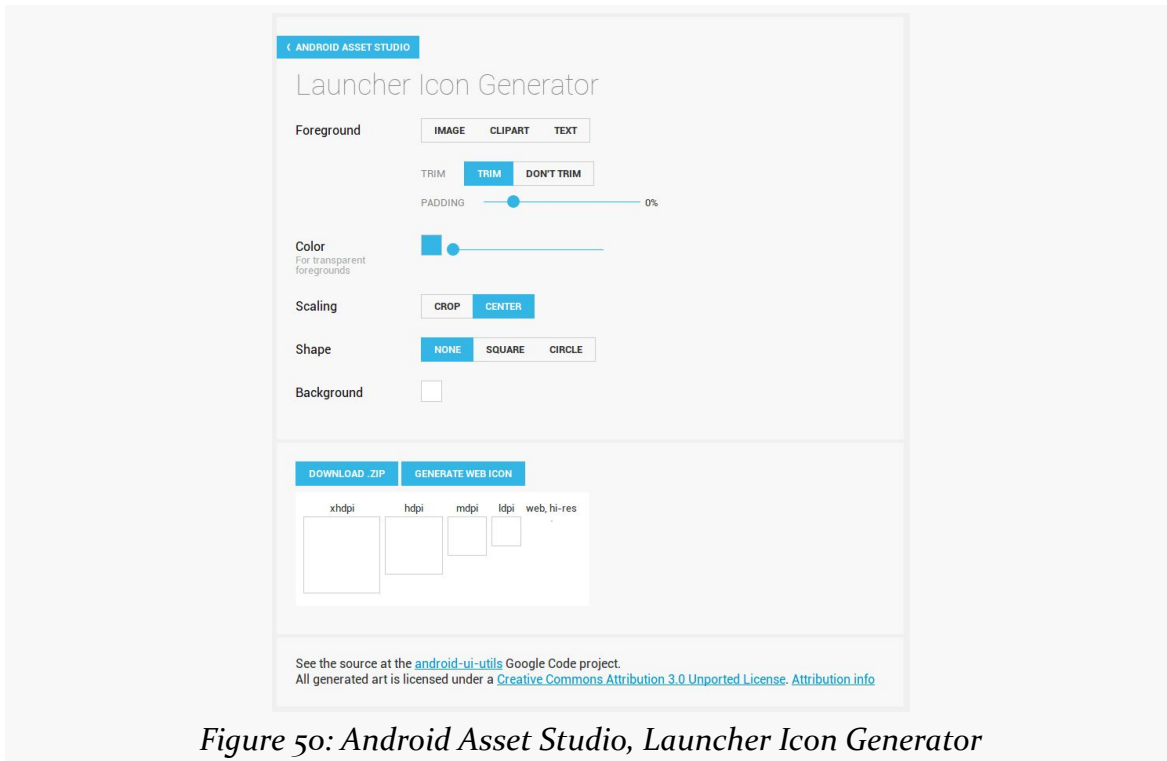 ‹ ANDROID ASSET STUDIO
Launcher Icon Generator
Foreground IMAGE CLIPART TEXT
TRIM TRIM DON'T TRIM
PADDING 0%
Color
For transparent
foregrounds
Scaling CROP CENTER
Shape NONE SQUARE CIRCLE
Background
DOWNLOAD .ZIP GENERATE WEB ICON
xhdpi hdpi mdpi ldpi web, hi-res
See the source at the android-ui-utils Google Code project.
All generated art is licensed under a Creative Commons Attribution 3.0 Unported License. Attribution info
Figure 50: Android Asset Studio, Launcher Icon Generator